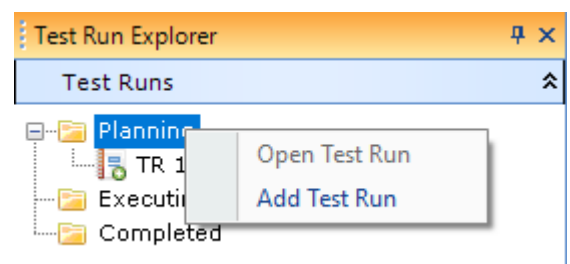 Test Run Explorer
Test Runs
Planning
TR 1
Executi
Completed
Open Test Run
Add Test Run